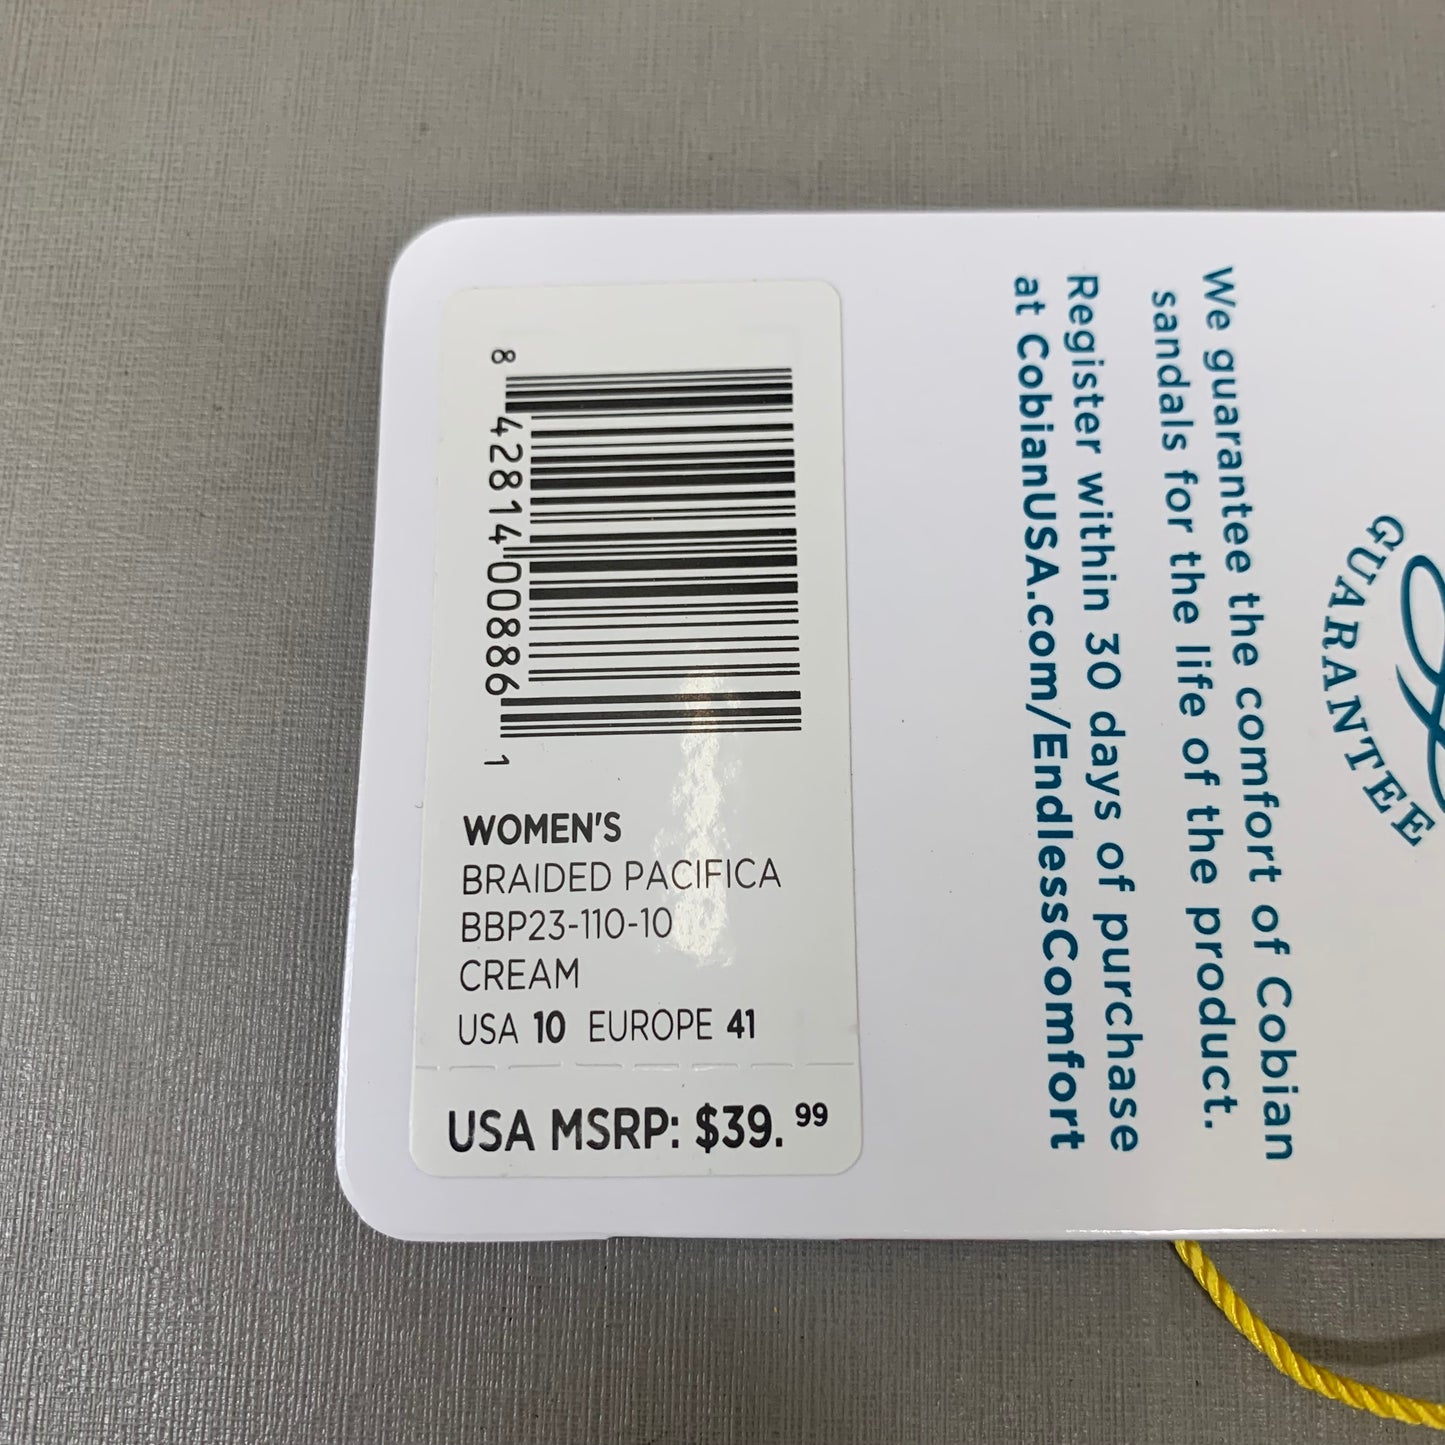 8 42814 00886 1
WOMEN'S
BRAIDED PACIFICA
BBP23-110-10
CREAM
USA 10 EUROPE 41
USA MSRP: $39.99
GUARANTEE
We guarantee the comfort of Cobian
sandals for the life of the product.
Register within 30 days of purchase
at CobianUSA.com/EndlessComfort